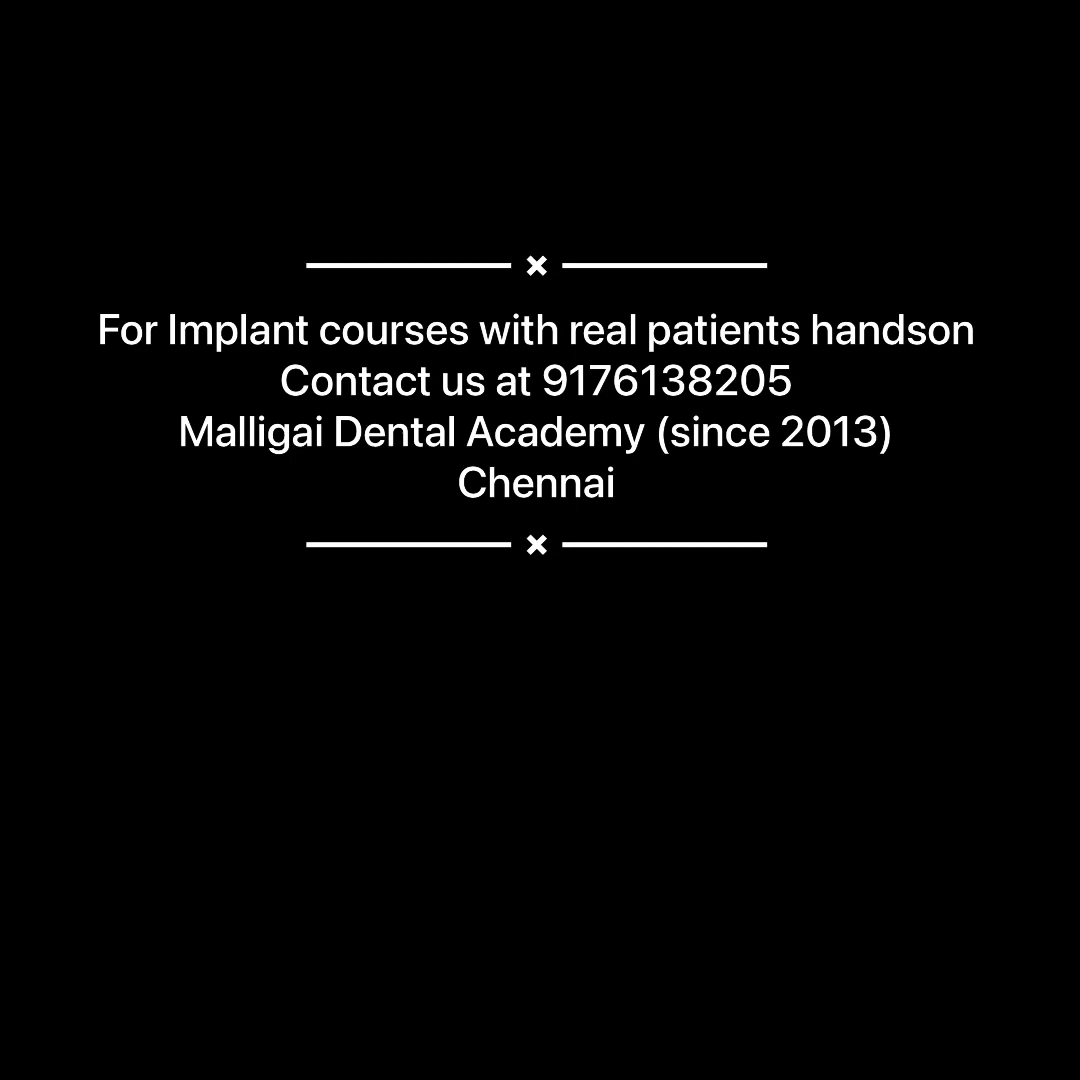 For Implant courses with real patients handson
Contact us at 9176138205
Malligai Dental Academy (since 2013)
Chennai